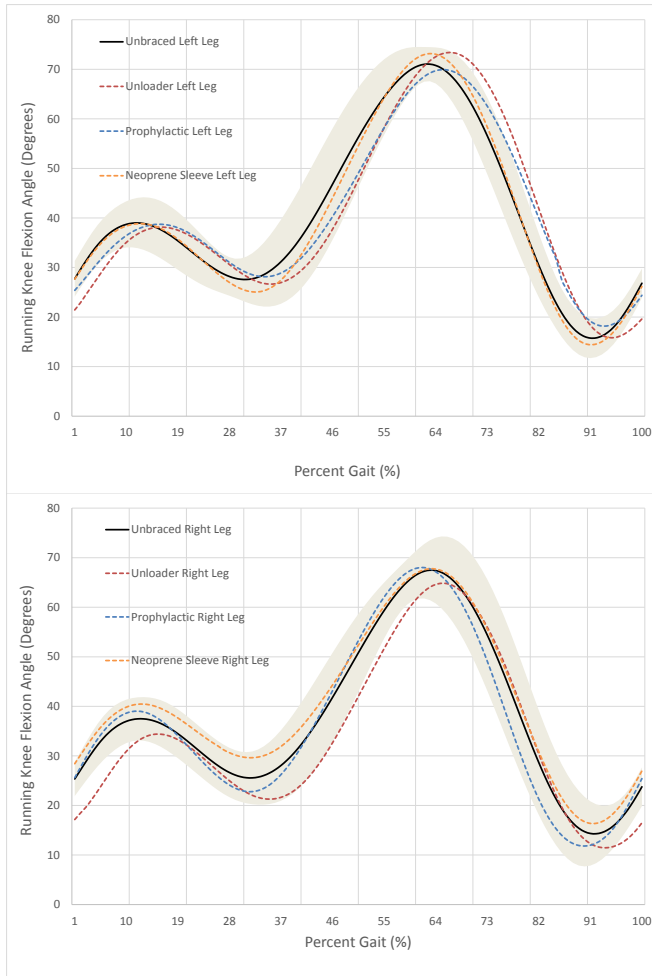 80
70
60
50
40
30
20
10
0
Running Knee Flexion Angle (Degrees)
Unbraced Left Leg
Unloader Left Leg
Prophylactic Left Leg
Neoprene Sleeve Left Leg
1 10 19 28 37 46 55 64 73 82 91 100
Percent Gait (%)
80
70
60
50
40
30
20
10
0
Running Knee Flexion Angle (Degrees)
Unbraced Right Leg
Unloader Right Leg
Prophylactic Right Leg
Neoprene Sleeve Right Leg
1 10 19 28 37 46 55 64 73 82 91 100
Percent Gait (%)